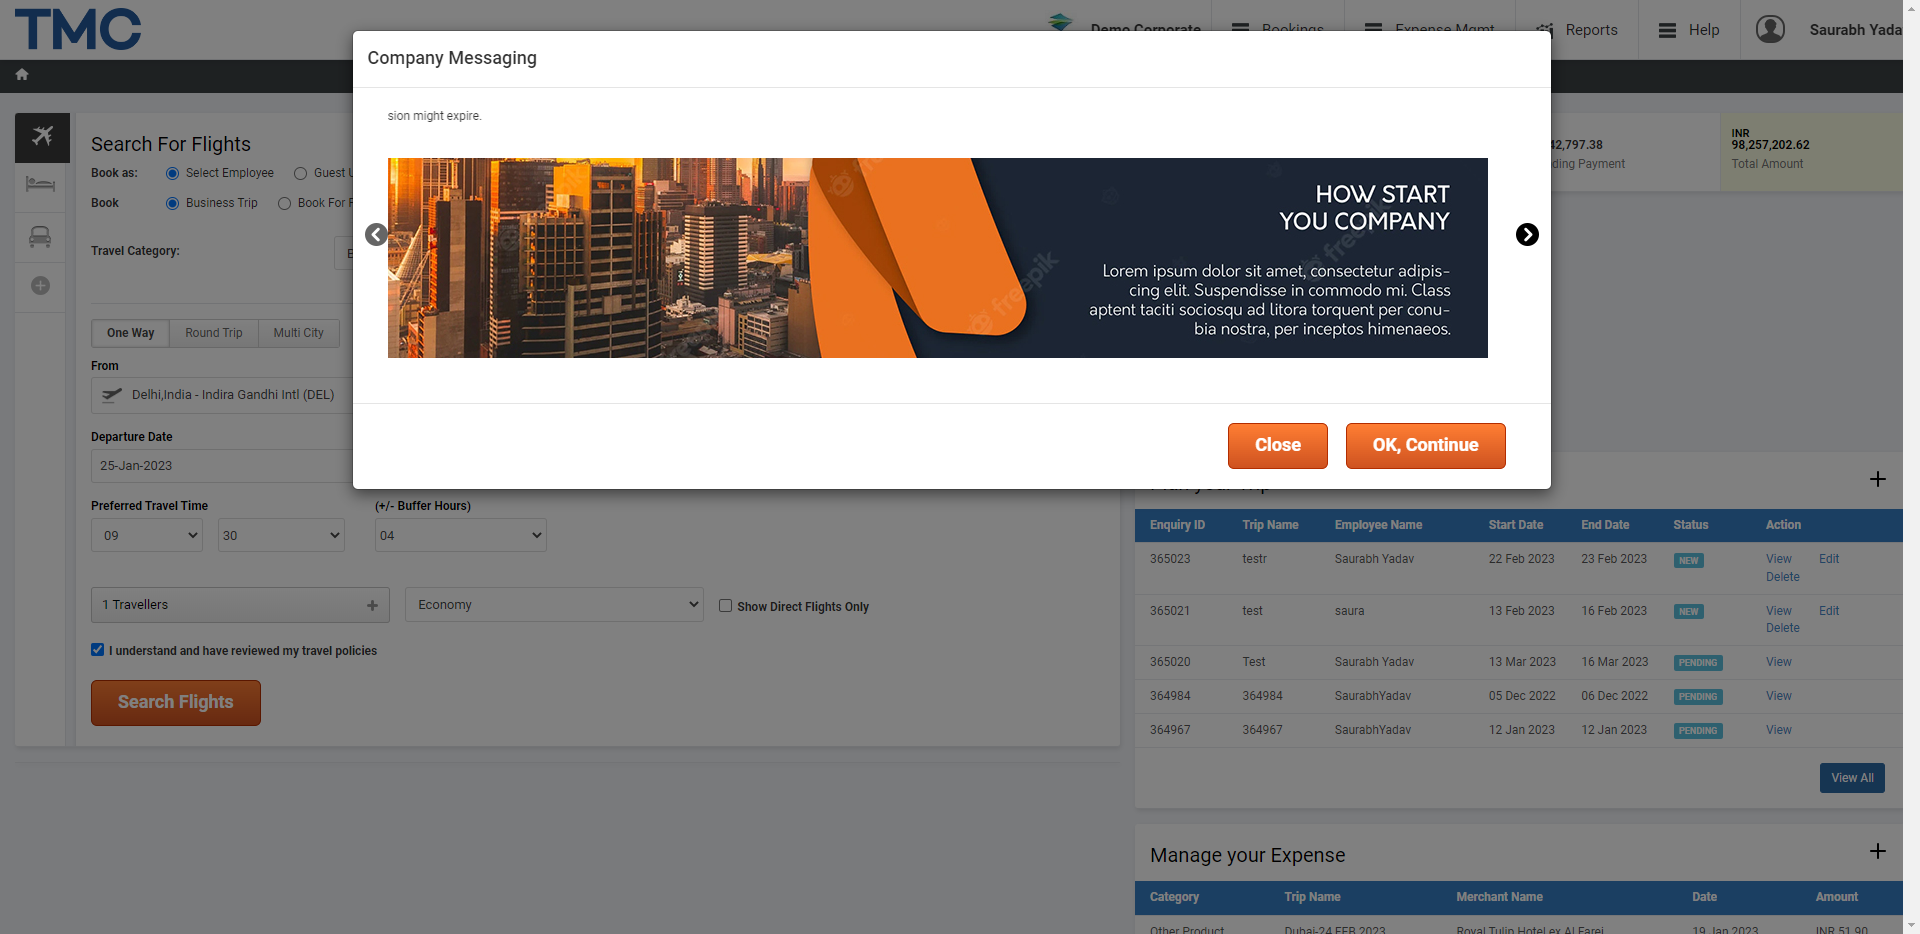 TMC
Demo Corporate
Bookings
Expense Mgmt
Reports
Help
Saurabh Yada
Company Messaging
sion might expire.
HOW START
YOU COMPANY
Lorem ipsum dolor sit amet, consectetur adipis-
cing elit. Suspendisse in commodo mi. Class
aptent taciti sociosqu ad litora torquent per conu-
bia nostra, per inceptos himenaeos.
freepik
Close
OK, Continue
Search For Flights
Book as:
Select Employee
Guest
Book
Business Trip
Book For
Travel Category:
One Way
Round Trip
Multi City
From
Delhi,India - Indira Gandhi Intl (DEL)
Departure Date
25-Jan-2023
Preferred Travel Time
(+/- Buffer Hours)
09
30
04
1 Travellers
Economy
Show Direct Flights Only
I understand and have reviewed my travel policies
Search Flights
42,797.38
ding Payment
INR
98,257,202.62
Total Amount
Enquiry ID Trip Name Employee Name Start Date End Date Status Action
365023 testr Saurabh Yadav 22 Feb 2023 23 Feb 2023 NEW View Edit
Delete
365021 test saura 13 Feb 2023 16 Feb 2023 NEW View Edit
Delete
365020 Test Saurabh Yadav 13 Mar 2023 16 Mar 2023 PENDING View
364984 364984 SaurabhYadav 05 Dec 2022 06 Dec 2022 PENDING View
364967 364967 SaurabhYadav 12 Jan 2023 12 Jan 2023 PENDING View
View All
Manage your Expense
Category Trip Name Merchant Name Date Amount
Other Product Dubai-24 FEB 2023 Royal Tulip Hotel ex Al Farej 19 Jan 2023 INR 51.90